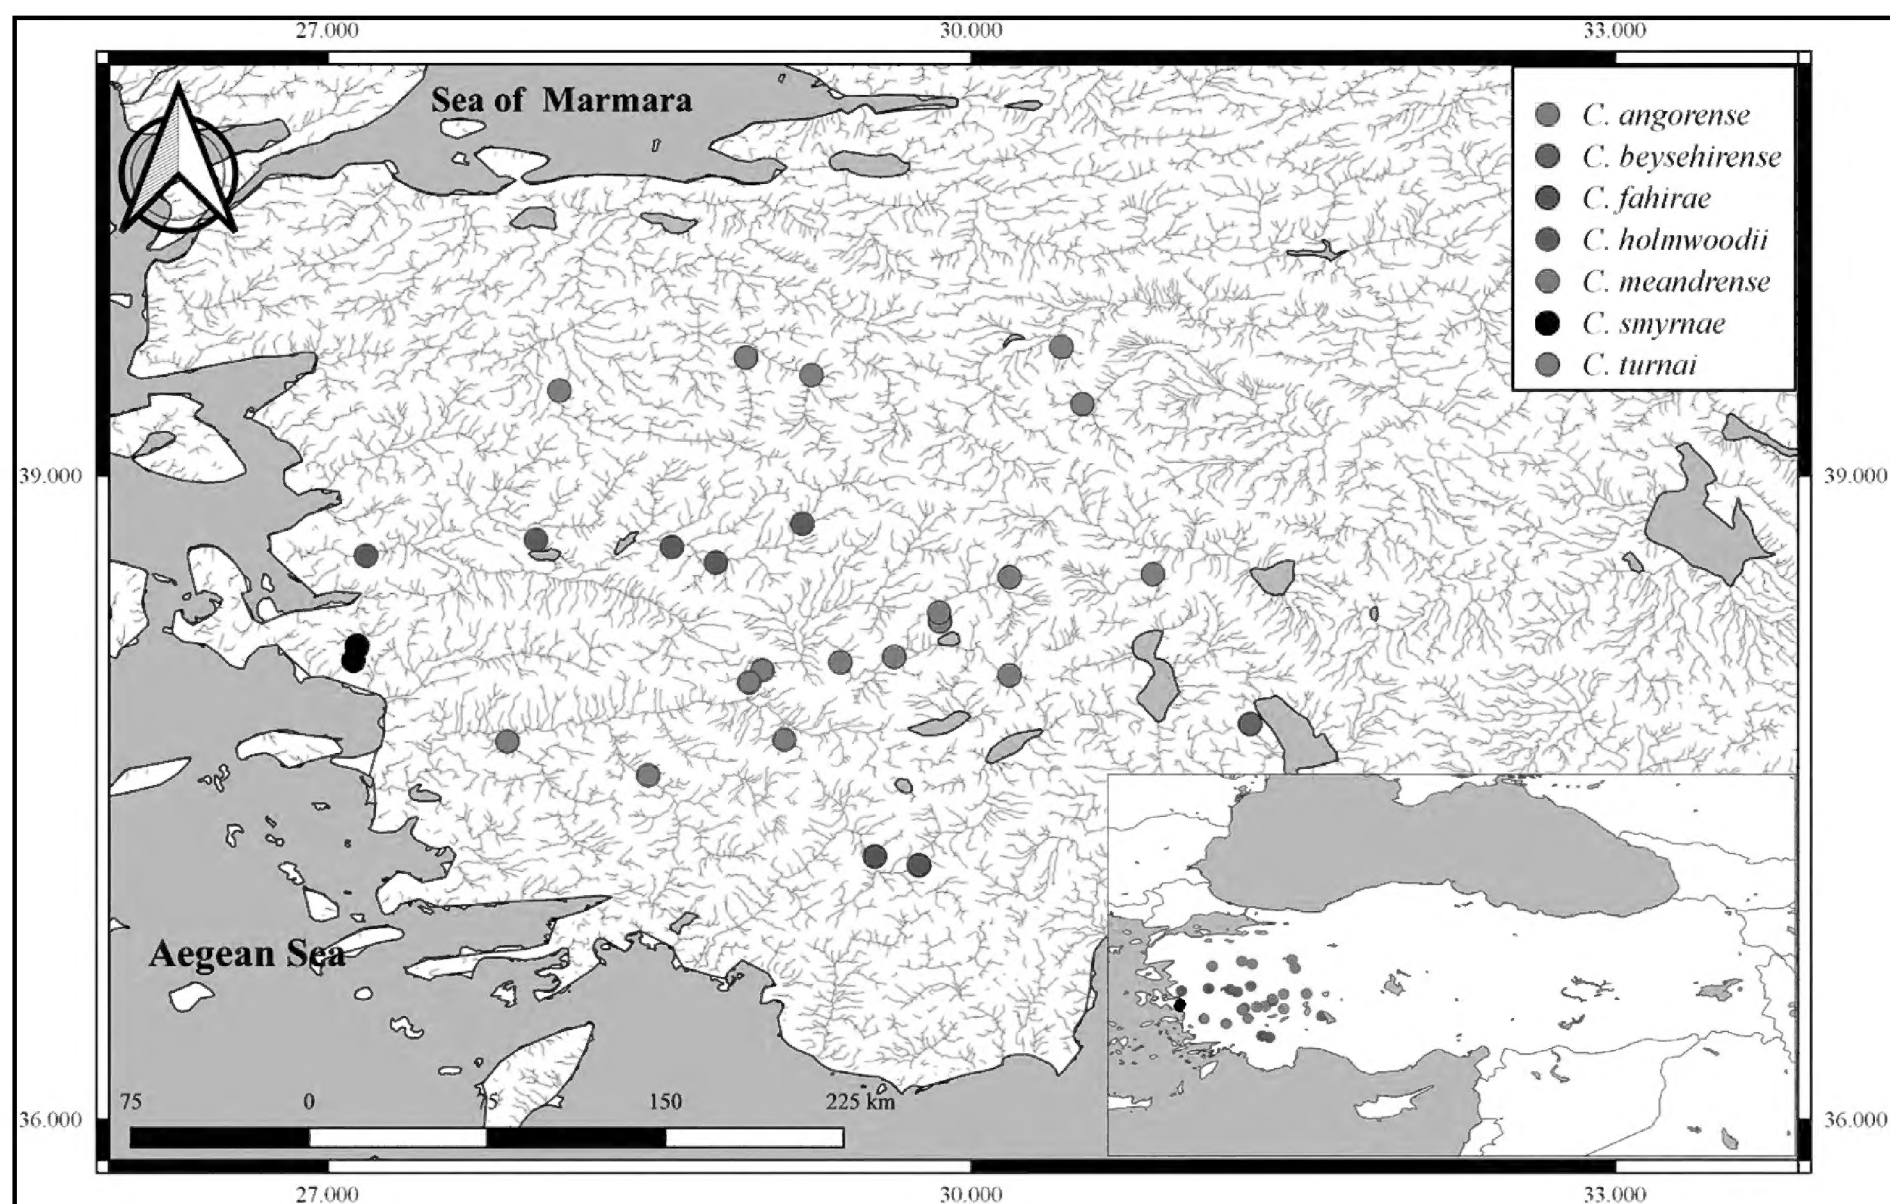 27.000 30.000 33.000
Sea of Marmara
C. angorense
C. beysehirense
C. fahirae
C. holmwoodii
C. meandrense
C. smyrnae
C. turnai
39.000 39.000
Aegean Sea
75 0 75 150 225 km
36.000 36.000
27.000 30.000 33.000